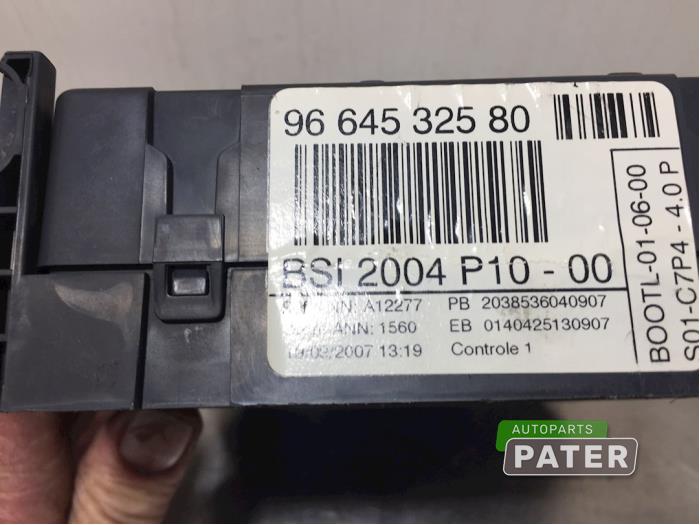 96 645 325 80
BSI 2004 P10 - 00
IN: A12277 PB 2038536040907
ANN: 1560 EB 0140425130907
2007 13:19 Controle 1
BOOTL-01-06-00
S01-C7P4 - 4.0 P
AUTOPARTS
PATER